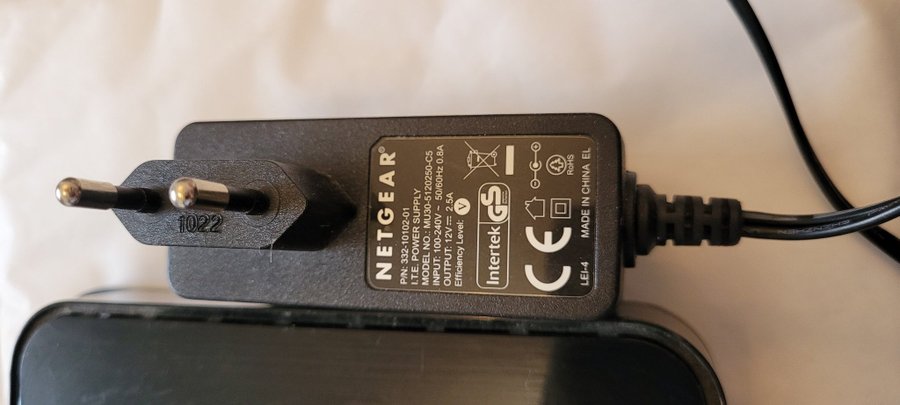 NETGEAR®
P/N: 332-10102-01
I.T.E. POWER SUPPLY
MODEL NO.: MU30-5120250-C5
INPUT: 100-240V ~ 50/60Hz 0.8A
OUTPUT: 12V⎓ 2.5A
Efficiency Level: V
Intertek GS
CE
RoHS
LEI-4 MADE IN CHINA EL
1022